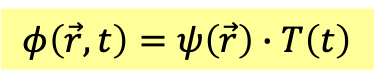 𝜙(r⃗, t) = ψ(r⃗) · T(t)